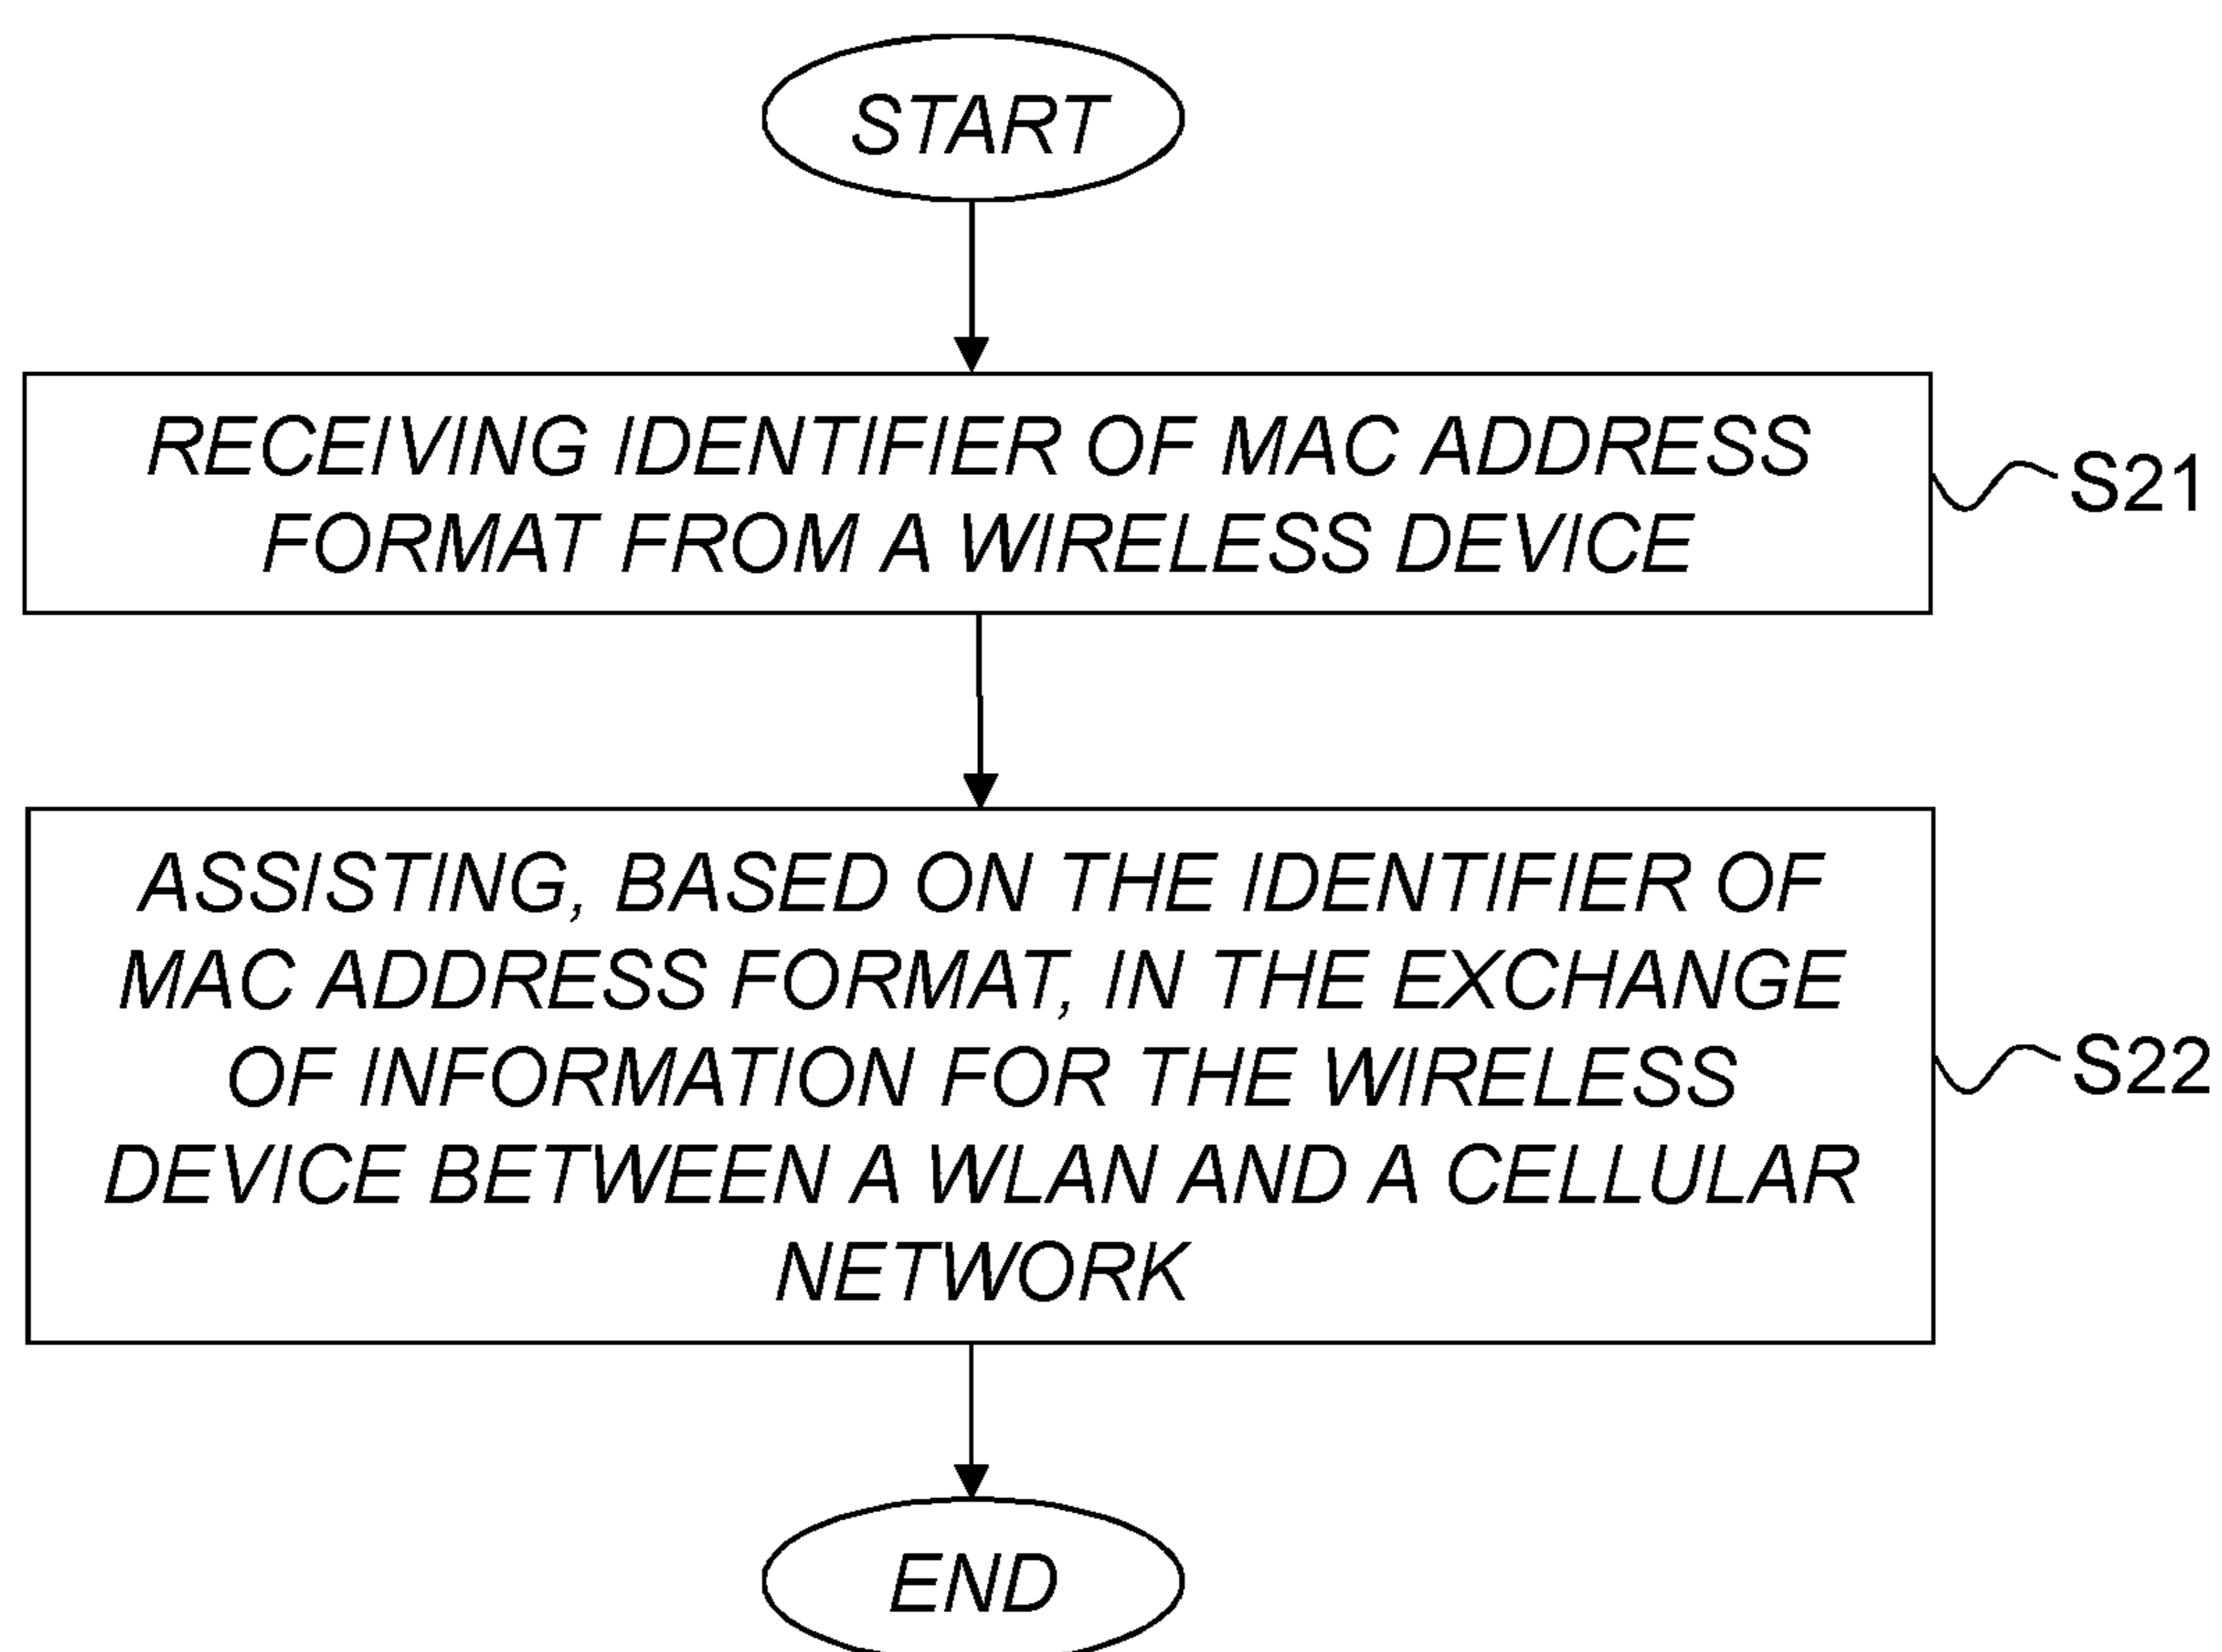 START
RECEIVING IDENTIFIER OF MAC ADDRESS
FORMAT FROM A WIRELESS DEVICE
S21
ASSISTING, BASED ON THE IDENTIFIER OF
MAC ADDRESS FORMAT, IN THE EXCHANGE
OF INFORMATION FOR THE WIRELESS
DEVICE BETWEEN A WLAN AND A CELLULAR
NETWORK
S22
END